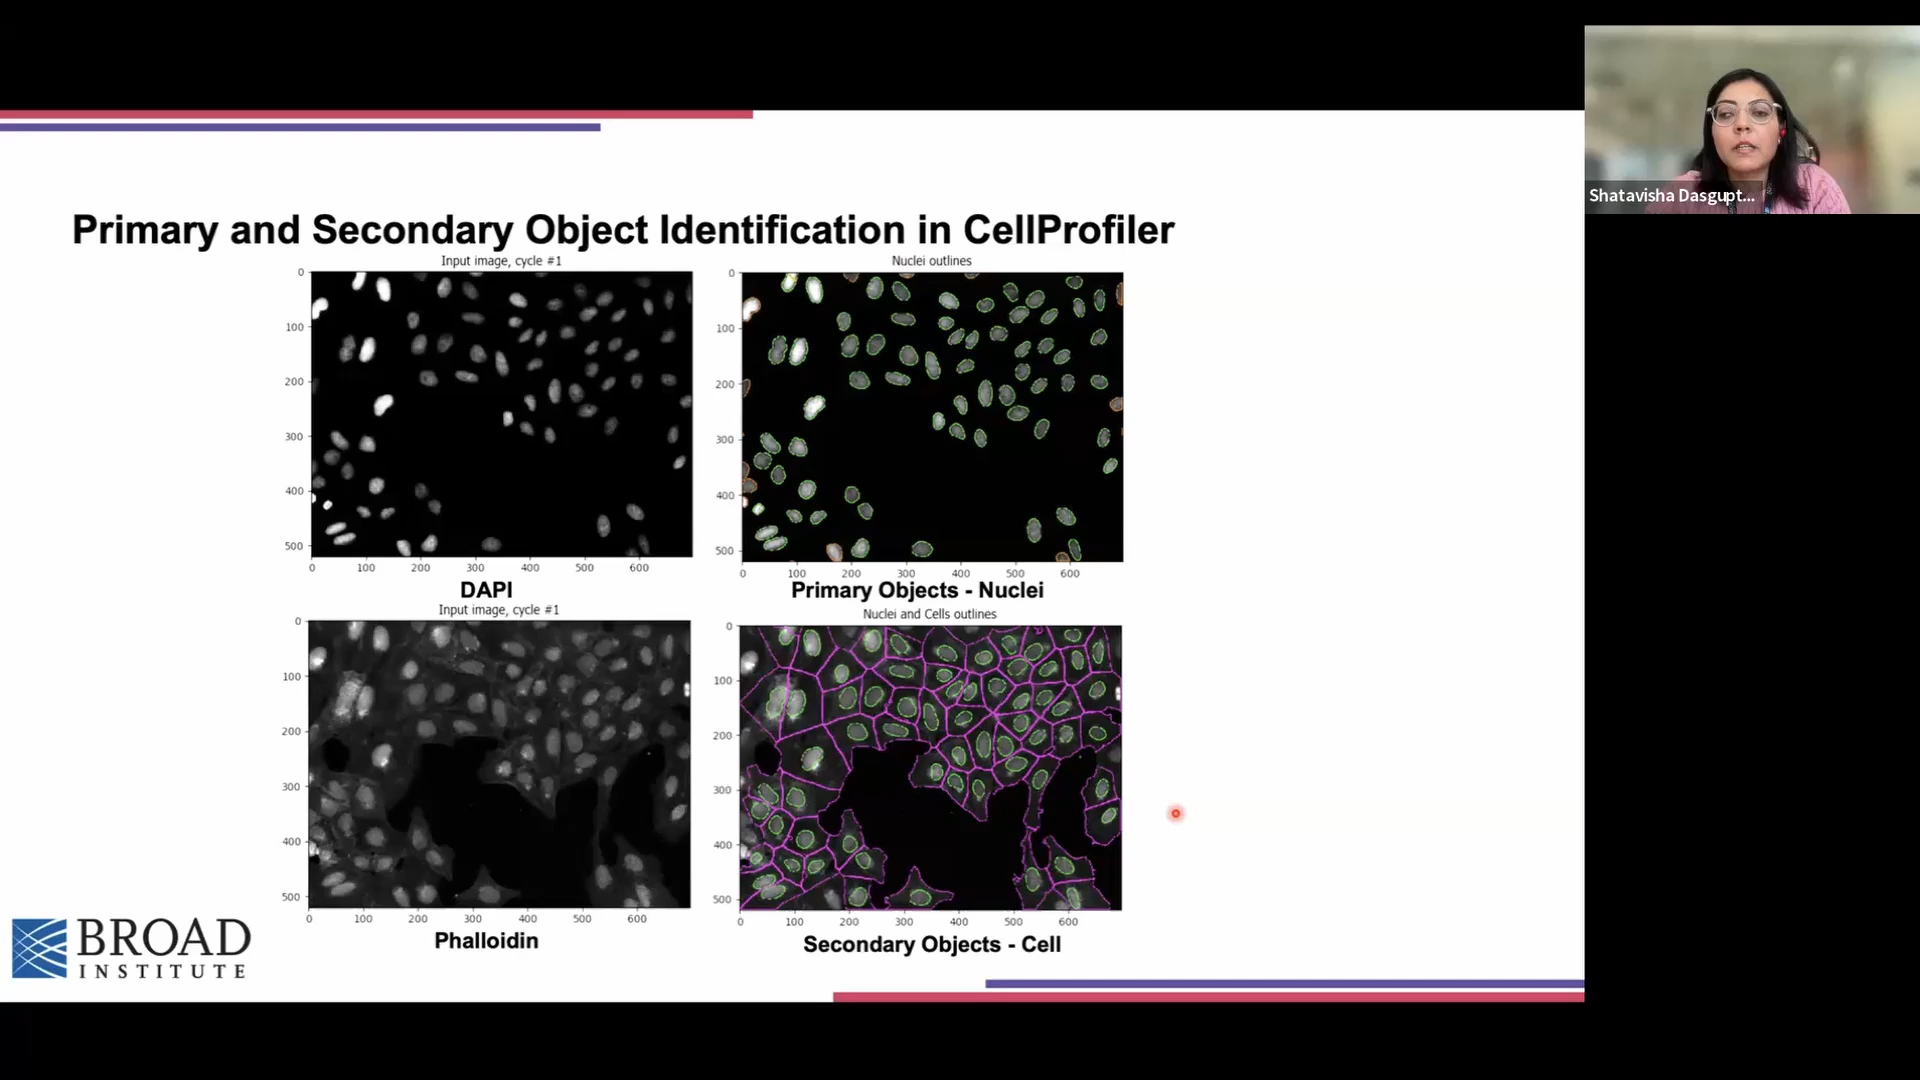 Shatavisha Dasgupt...
Primary and Secondary Object Identification in CellProfiler
Input image, cycle #1
0
100
200
300
400
500
0 100 200 300 400 500 600
DAPI
Nuclei outlines
0
100
200
300
400
500
0 100 200 300 400 500 600
Primary Objects - Nuclei
Input image, cycle #1
0
100
200
300
400
500
0 100 200 300 400 500 600
Phalloidin
Nuclei and Cells outlines
0
100
200
300
400
500
0 100 200 300 400 500 600
Secondary Objects - Cell
BROAD
INSTITUTE